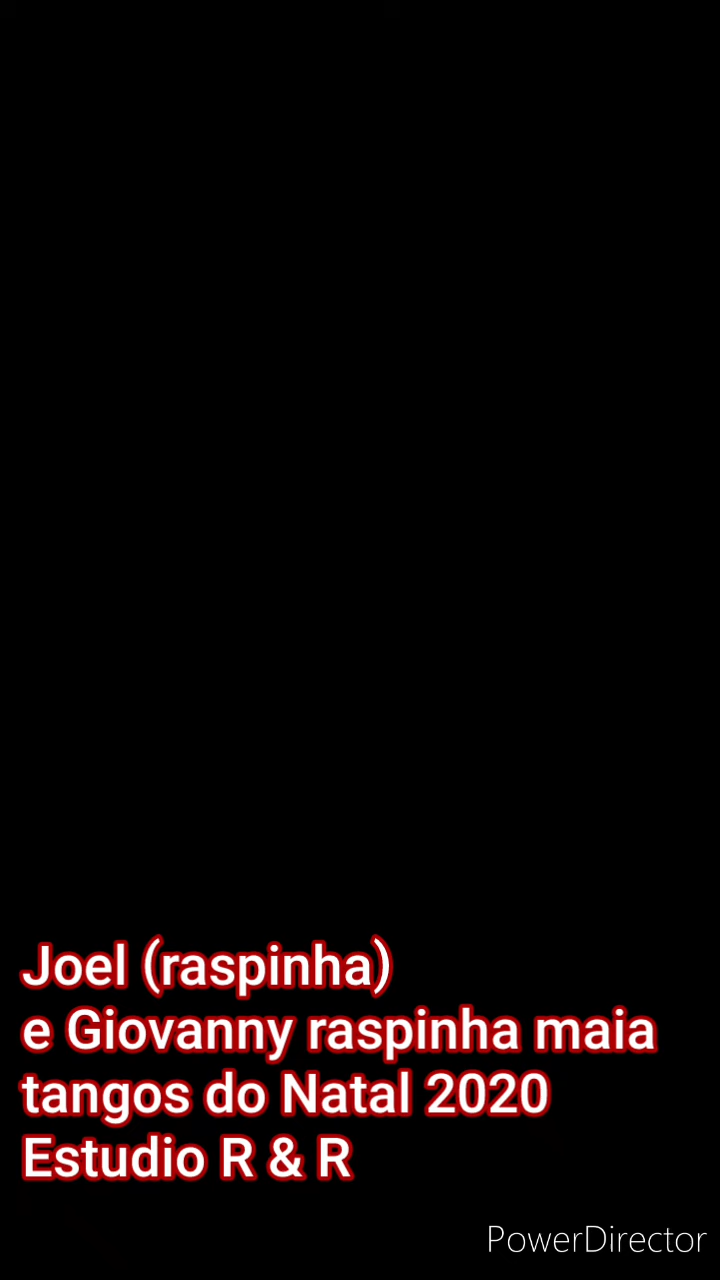 Joel (raspinha)
e Giovanny raspinha maia
tangos do Natal 2020
Estudio R & R
PowerDirector